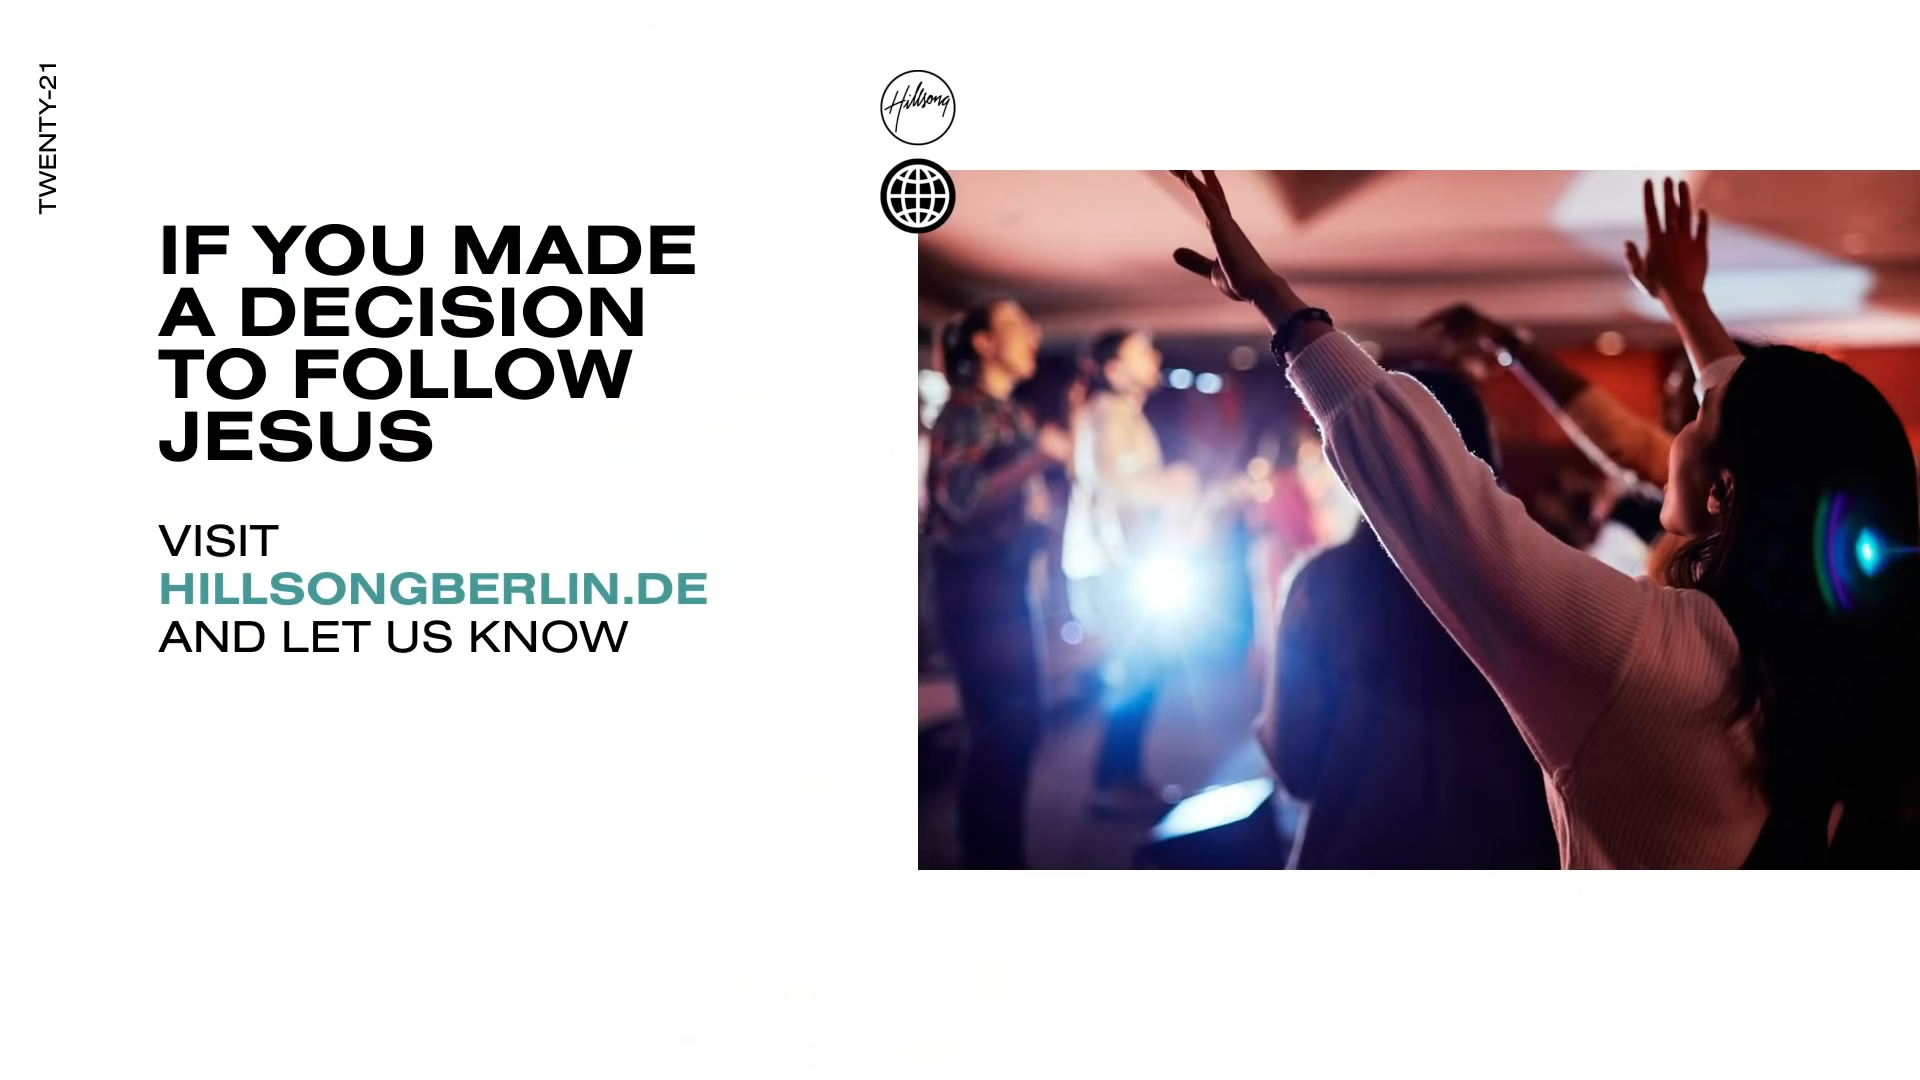 TWENTY-21
Hillsong
IF YOU MADE
A DECISION
TO FOLLOW
JESUS
VISIT
HILLSONGBERLIN.DE
AND LET US KNOW